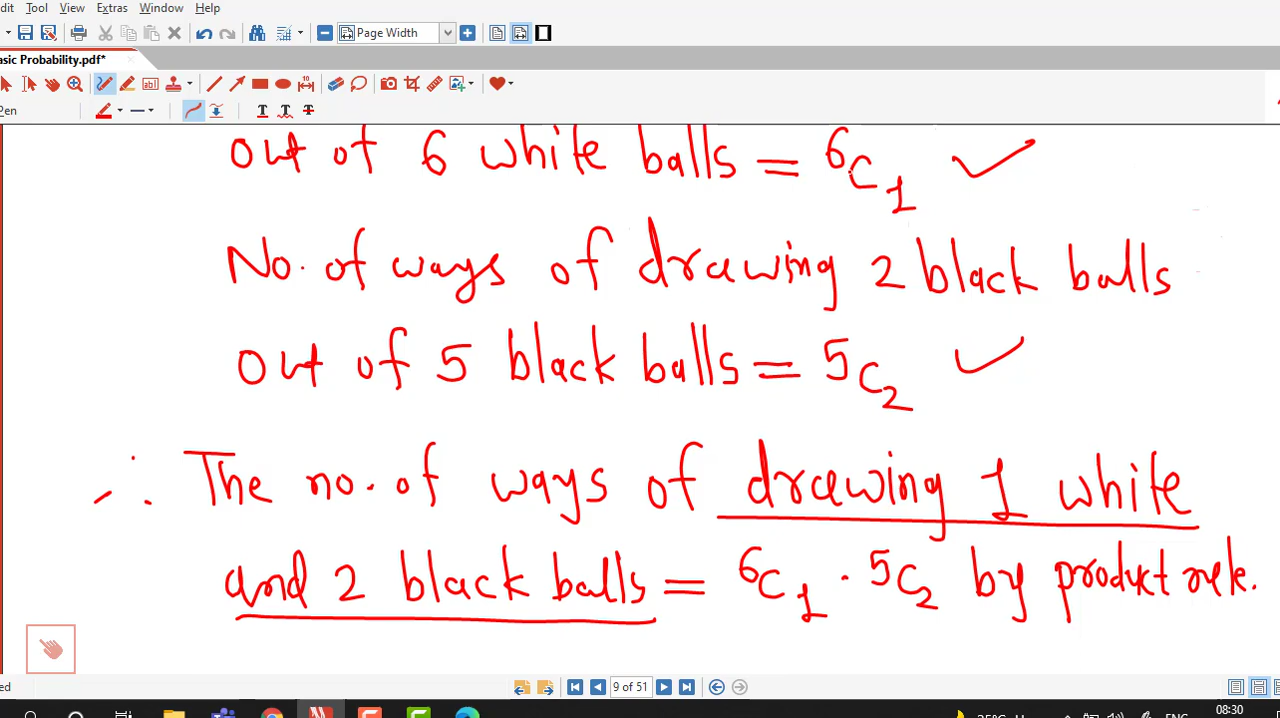 dit Tool View Extras Window Help
Page Width
asic Probability.pdf*
Pen
out of 6 white balls = 6C1
No. of ways of drawing 2 black balls
out of 5 black balls = 5C2
∴ The no. of ways of drawing 1 white
and 2 black balls = 6C1 · 5C2 by product rule.
9 of 51
08:30
ENG